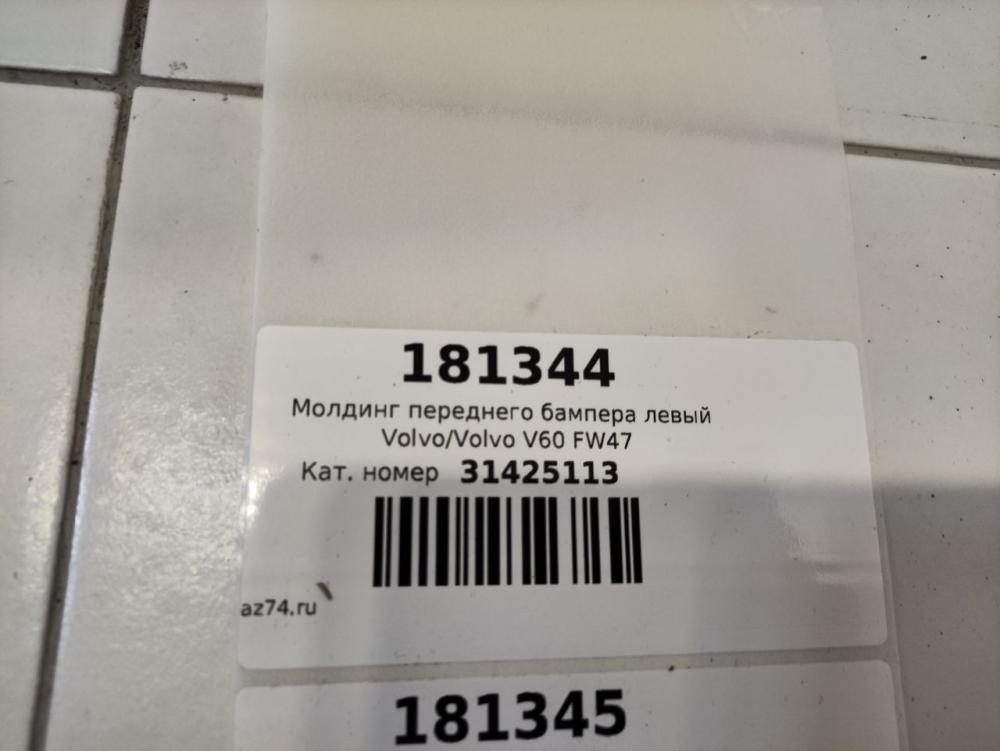 181344
Молдинг переднего бампера левый
Volvo/Volvo V60 FW47
Кат. номер 31425113
az74.ru
181345